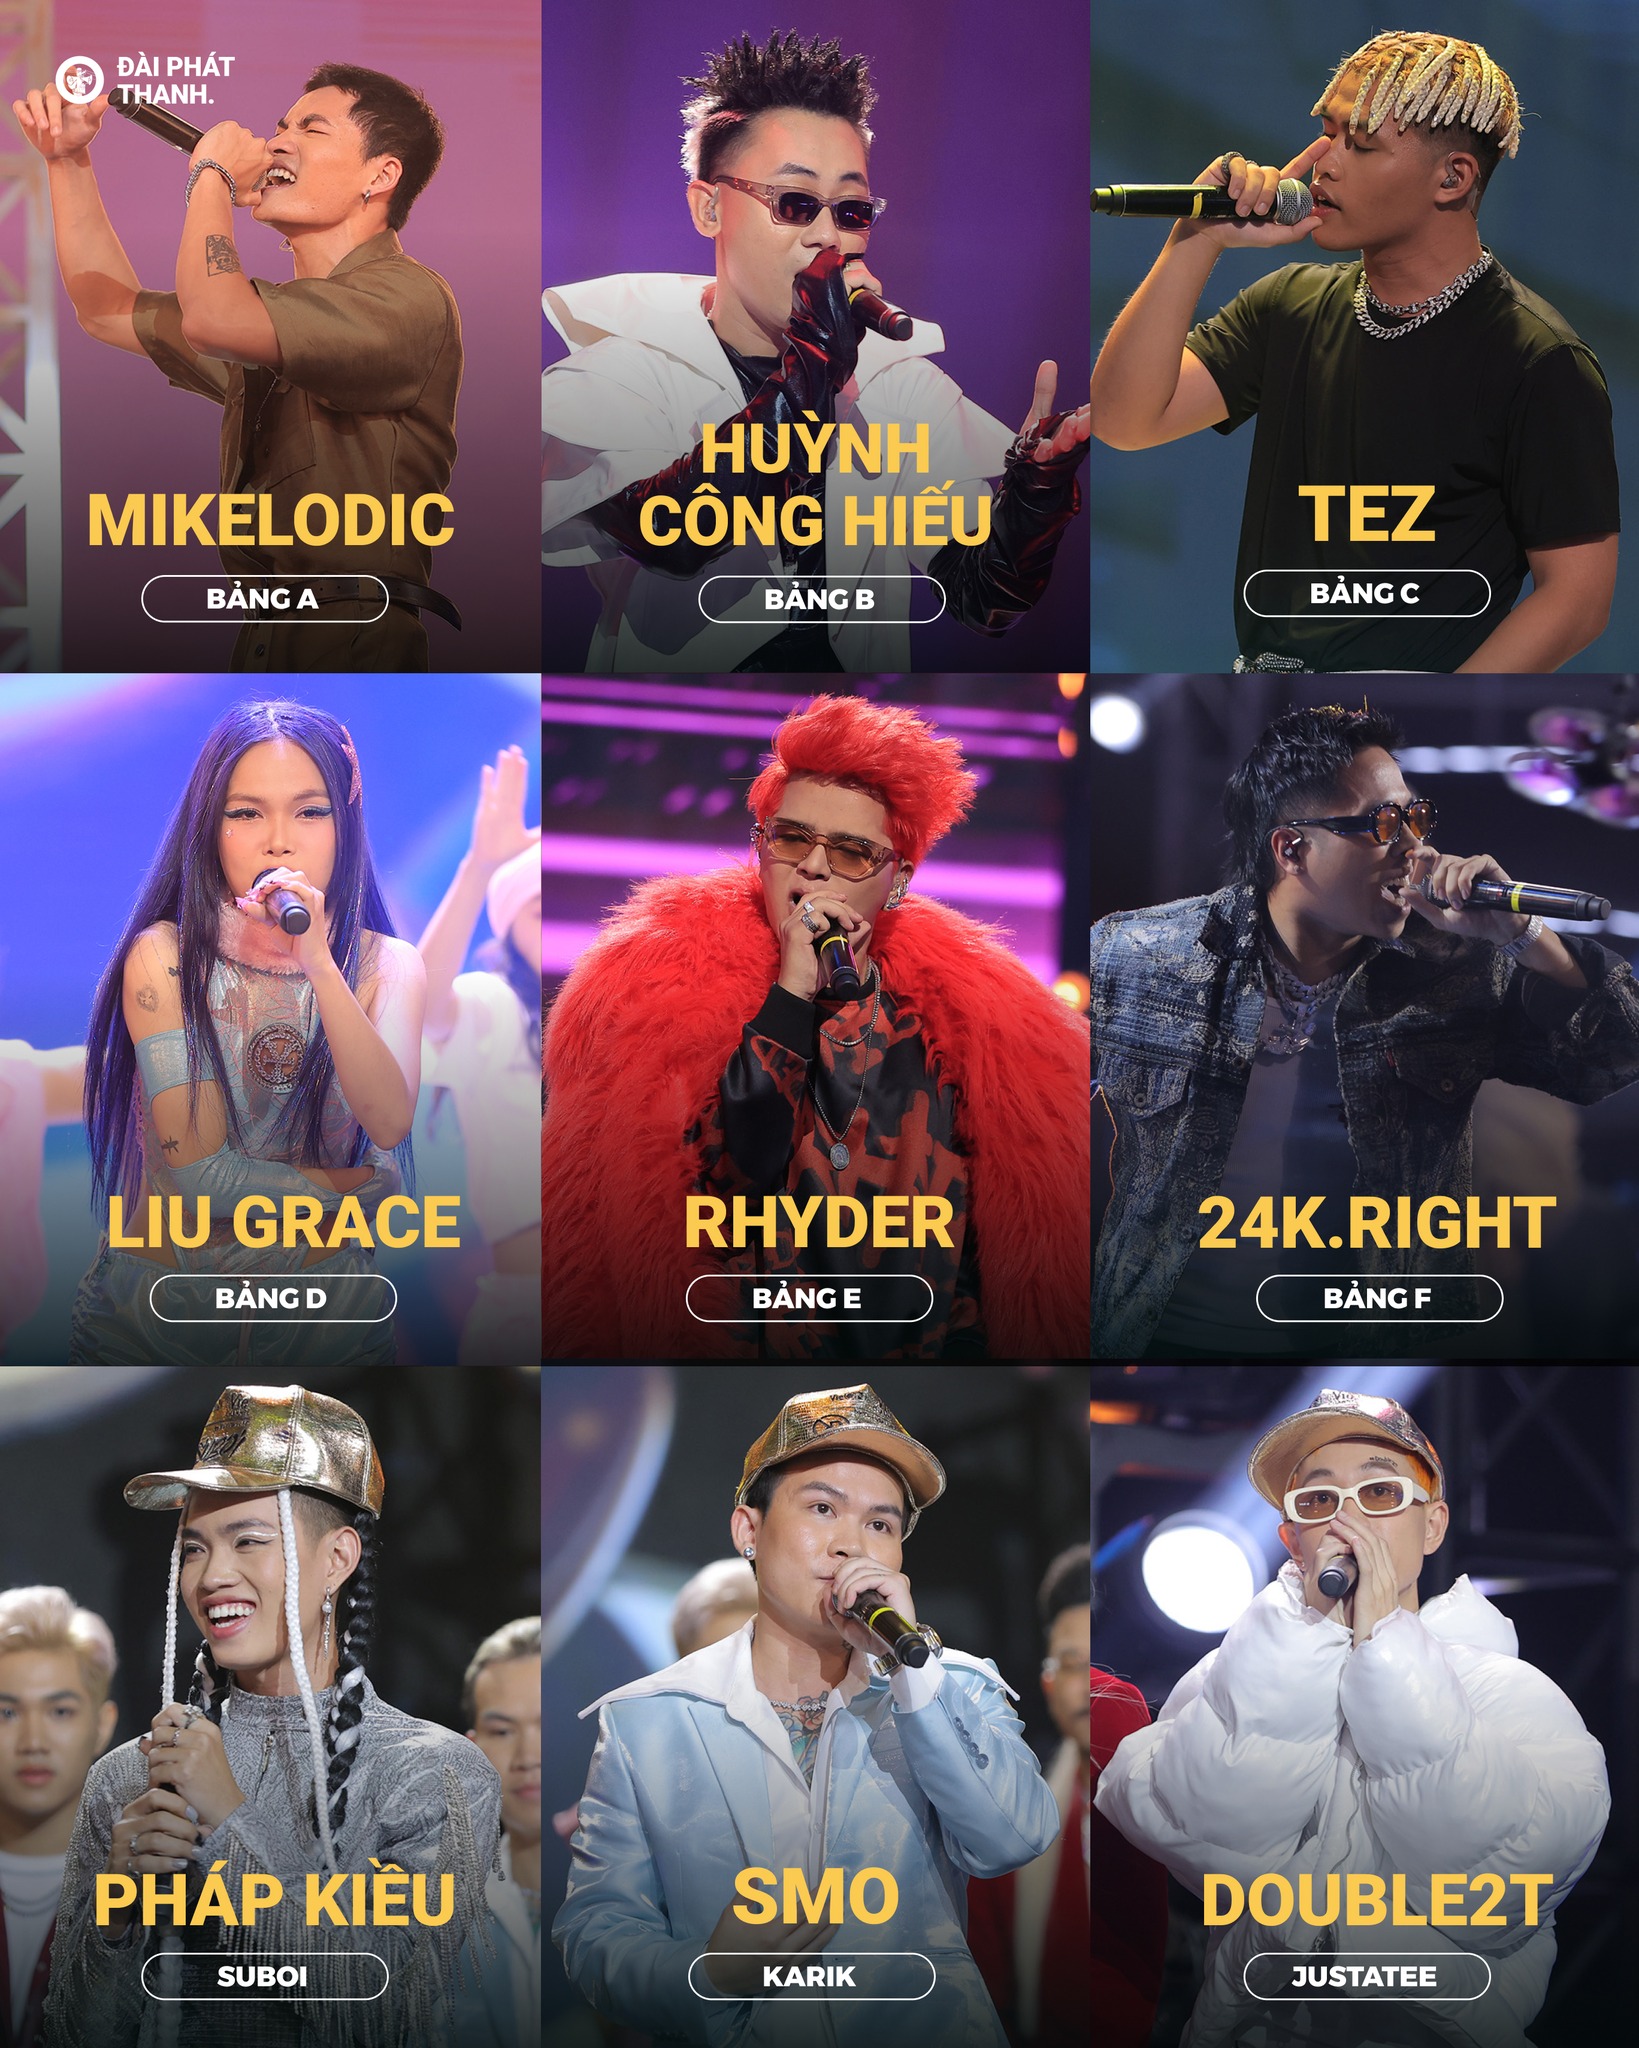 ĐÀI PHÁT
THANH.
MIKELODIC
BẢNG A
HUỲNH
CÔNG HIẾU
BẢNG B
TEZ
BẢNG C
LIU GRACE
BẢNG D
RHYDER
BẢNG E
24K.RIGHT
BẢNG F
PHÁP KIỀU
SUBOI
SMO
KARIK
DOUBLE2T
JUSTATEE